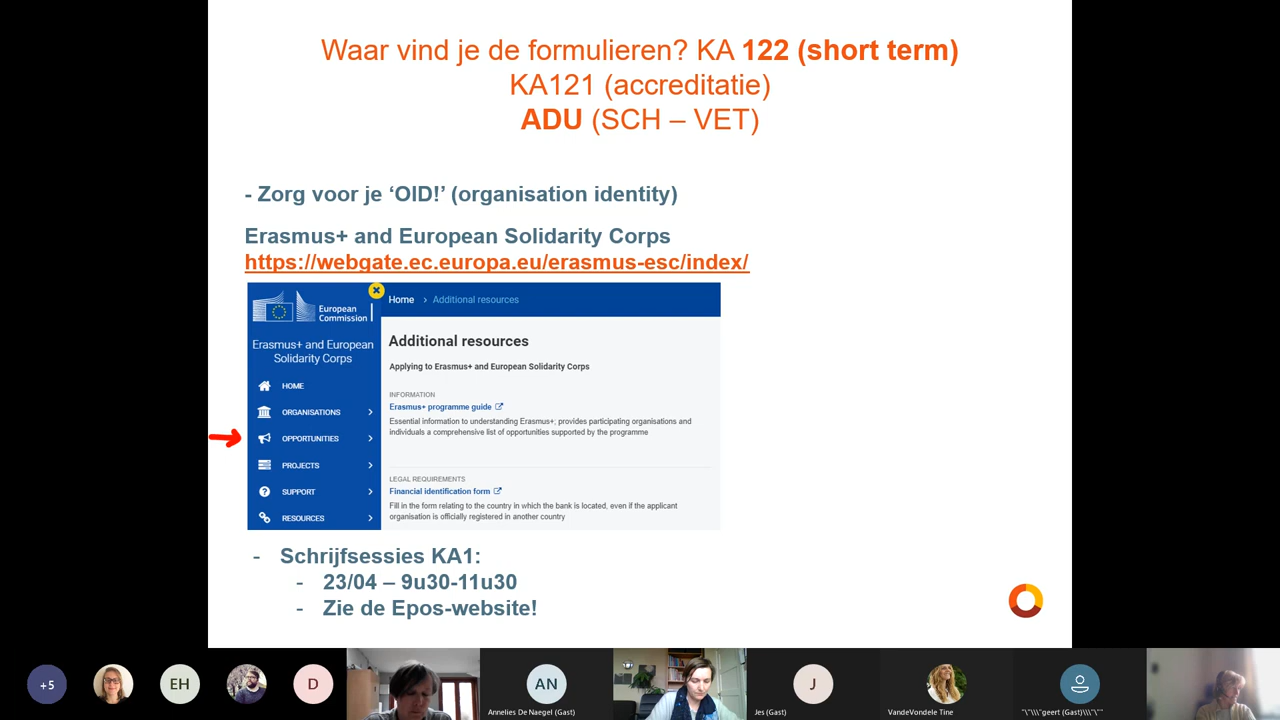 Waar vind je de formulieren? KA 122 (short term)
KA121 (accreditatie)
ADU (SCH – VET)
- Zorg voor je ‘OID!’ (organisation identity)
Erasmus+ and European Solidarity Corps
https://webgate.ec.europa.eu/erasmus-esc/index/
European
Commission
Erasmus+ and European
Solidarity Corps
HOME
ORGANISATIONS
OPPORTUNITIES
PROJECTS
SUPPORT
RESOURCES
Home › Additional resources
Additional resources
Applying to Erasmus+ and European Solidarity Corps
INFORMATION
Erasmus+ programme guide
Essential information to understanding Erasmus+; provides participating organisations and
individuals a comprehensive list of opportunities supported by the programme
LEGAL REQUIREMENTS
Financial identification form
Fill in the form relating to the country in which the bank is located, even if the applicant
organisation is officially registered in another country
- Schrijfsessies KA1:
- 23/04 – 9u30-11u30
- Zie de Epos-website!
+5
EH
D
AN
Annelies De Naegel (Gast)
J
Jes (Gast)
VandeVondele Tine
"\"\\\"geert (Gast)\\\"\""